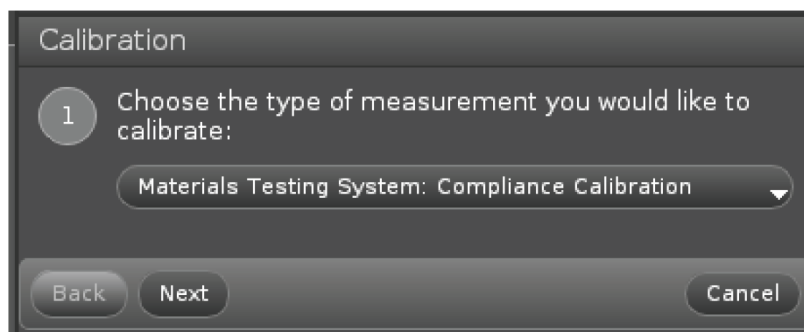 Calibration
1
Choose the type of measurement you would like to
calibrate:
Materials Testing System: Compliance Calibration
Back
Next
Cancel